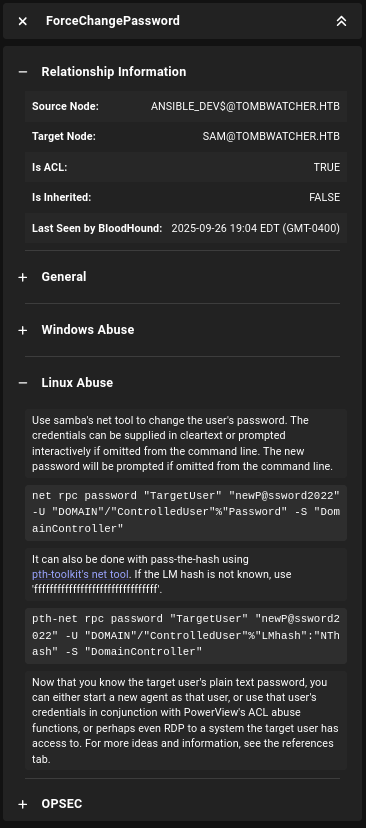 ForceChangePassword
Relationship Information
Source Node: ANSIBLE_DEV$@TOMBWATCHER.HTB
Target Node: SAM@TOMBWATCHER.HTB
Is ACL: TRUE
Is Inherited: FALSE
Last Seen by BloodHound: 2025-09-26 19:04 EDT (GMT-0400)
General
Windows Abuse
Linux Abuse
Use samba's net tool to change the user's password. The
credentials can be supplied in cleartext or prompted
interactively if omitted from the command line. The new
password will be prompted if omitted from the command line.
net rpc password "TargetUser" "newP@ssword2022"
-U "DOMAIN"/"ControlledUser"%"Password" -S "Dom
ainController"
It can also be done with pass-the-hash using
pth-toolkit's net tool. If the LM hash is not known, use
'ffffffffffffffffffffffffffffffff'.
pth-net rpc password "TargetUser" "newP@ssword2
022" -U "DOMAIN"/"ControlledUser"%"LMhash":"NTh
ash" -S "DomainController"
Now that you know the target user's plain text password, you
can either start a new agent as that user, or use that user's
credentials in conjunction with PowerView's ACL abuse
functions, or perhaps even RDP to a system the target user has
access to. For more ideas and information, see the references
tab.
OPSEC